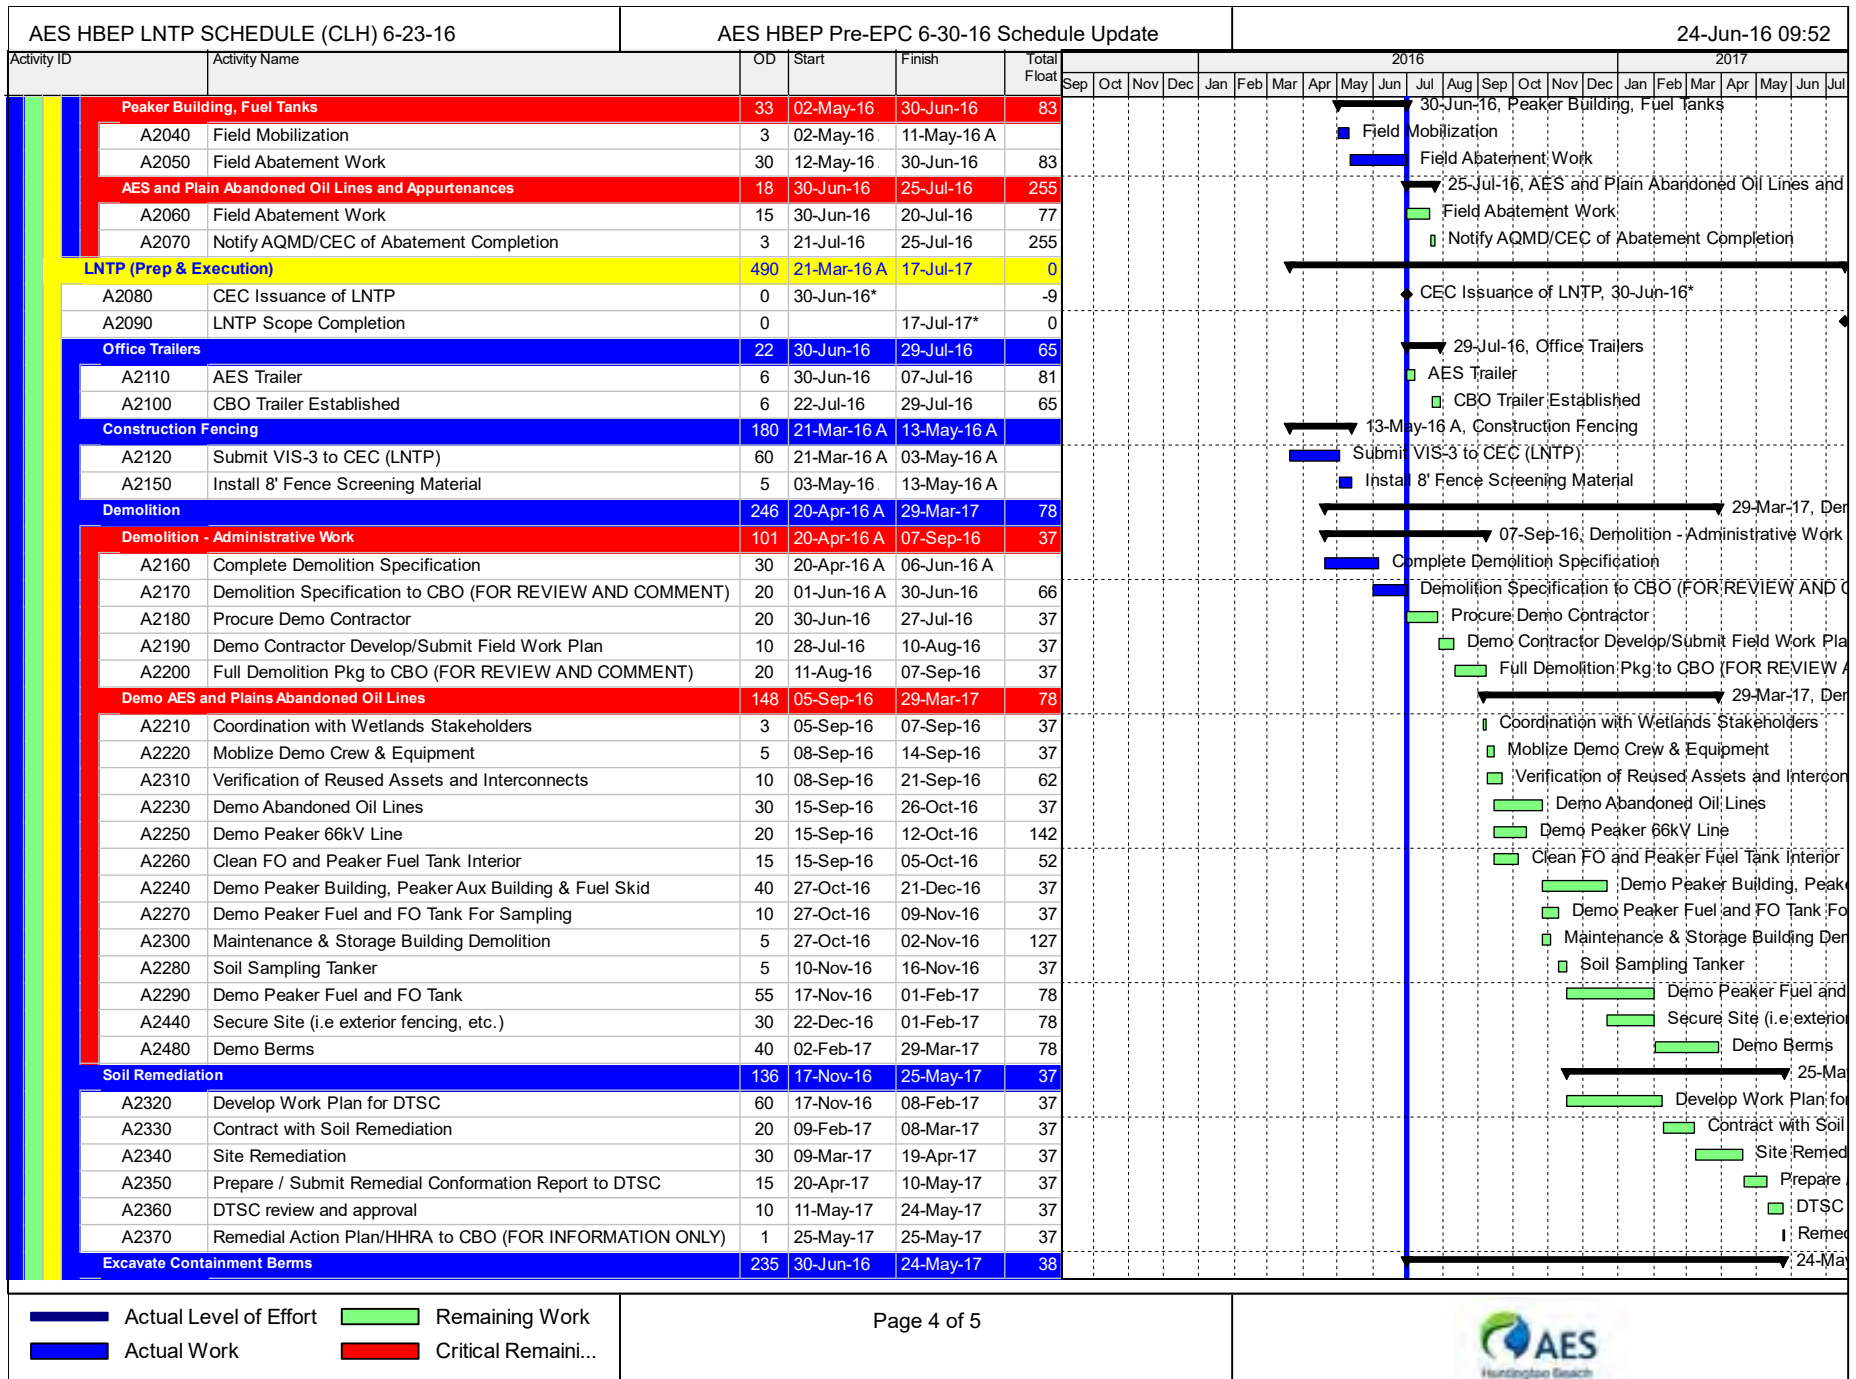 AES HBEP LNTP SCHEDULE (CLH) 6-23-16 AES HBEP Pre-EPC 6-30-16 Schedule Update 24-Jun-16 09:52
Activity ID Activity Name OD Start Finish Total Float 2016 2017
Sep Oct Nov Dec Jan Feb Mar Apr May Jun Jul Aug Sep Oct Nov Dec Jan Feb Mar Apr May Jun Jul
Peaker Building, Fuel Tanks 33 02-May-16 30-Jun-16 83 30-Jun-16, Peaker Building, Fuel Tanks
A2040 Field Mobilization 3 02-May-16 11-May-16 A Field Mobilization
A2050 Field Abatement Work 30 12-May-16 30-Jun-16 83 Field Abatement Work
AES and Plain Abandoned Oil Lines and Appurtenances 18 30-Jun-16 25-Jul-16 255 25-Jul-16, AES and Plain Abandoned Oil Lines and
A2060 Field Abatement Work 15 30-Jun-16 20-Jul-16 77 Field Abatement Work
A2070 Notify AQMD/CEC of Abatement Completion 3 21-Jul-16 25-Jul-16 255 Notify AQMD/CEC of Abatement Completion
LNTP (Prep & Execution) 490 21-Mar-16 A 17-Jul-17 0
A2080 CEC Issuance of LNTP 0 30-Jun-16* -9 CEC Issuance of LNTP, 30-Jun-16*
A2090 LNTP Scope Completion 0 17-Jul-17* 0
Office Trailers 22 30-Jun-16 29-Jul-16 65 29-Jul-16, Office Trailers
A2110 AES Trailer 6 30-Jun-16 07-Jul-16 81 AES Trailer
A2100 CBO Trailer Established 6 22-Jul-16 29-Jul-16 65 CBO Trailer Established
Construction Fencing 180 21-Mar-16 A 13-May-16 A 13-May-16 A, Construction Fencing
A2120 Submit VIS-3 to CEC (LNTP) 60 21-Mar-16 A 03-May-16 A Submit VIS-3 to CEC (LNTP)
A2150 Install 8' Fence Screening Material 5 03-May-16 13-May-16 A Install 8' Fence Screening Material
Demolition 246 20-Apr-16 A 29-Mar-17 78 29-Mar-17, Der
Demolition - Administrative Work 101 20-Apr-16 A 07-Sep-16 37 07-Sep-16, Demolition - Administrative Work
A2160 Complete Demolition Specification 30 20-Apr-16 A 06-Jun-16 A Complete Demolition Specification
A2170 Demolition Specification to CBO (FOR REVIEW AND COMMENT) 20 01-Jun-16 A 30-Jun-16 66 Demolition Specification to CBO (FOR REVIEW AND C
A2180 Procure Demo Contractor 20 30-Jun-16 27-Jul-16 37 Procure Demo Contractor
A2190 Demo Contractor Develop/Submit Field Work Plan 10 28-Jul-16 10-Aug-16 37 Demo Contractor Develop/Submit Field Work Pla
A2200 Full Demolition Pkg to CBO (FOR REVIEW AND COMMENT) 20 11-Aug-16 07-Sep-16 37 Full Demolition Pkg to CBO (FOR REVIEW A
Demo AES and Plains Abandoned Oil Lines 148 05-Sep-16 29-Mar-17 78 29-Mar-17, Der
A2210 Coordination with Wetlands Stakeholders 3 05-Sep-16 07-Sep-16 37 Coordination with Wetlands Stakeholders
A2220 Moblize Demo Crew & Equipment 5 08-Sep-16 14-Sep-16 37 Moblize Demo Crew & Equipment
A2310 Verification of Reused Assets and Interconnects 10 08-Sep-16 21-Sep-16 62 Verification of Reused Assets and Intercon
A2230 Demo Abandoned Oil Lines 30 15-Sep-16 26-Oct-16 37 Demo Abandoned Oil Lines
A2250 Demo Peaker 66kV Line 20 15-Sep-16 12-Oct-16 142 Demo Peaker 66kV Line
A2260 Clean FO and Peaker Fuel Tank Interior 15 15-Sep-16 05-Oct-16 52 Clean FO and Peaker Fuel Tank Interior
A2240 Demo Peaker Building, Peaker Aux Building & Fuel Skid 40 27-Oct-16 21-Dec-16 37 Demo Peaker Building, Peake
A2270 Demo Peaker Fuel and FO Tank For Sampling 10 27-Oct-16 09-Nov-16 37 Demo Peaker Fuel and FO Tank Fo
A2300 Maintenance & Storage Building Demolition 5 27-Oct-16 02-Nov-16 127 Maintenance & Storage Building Den
A2280 Soil Sampling Tanker 5 10-Nov-16 16-Nov-16 37 Soil Sampling Tanker
A2290 Demo Peaker Fuel and FO Tank 55 17-Nov-16 01-Feb-17 78 Demo Peaker Fuel and
A2440 Secure Site (i.e exterior fencing, etc.) 30 22-Dec-16 01-Feb-17 78 Secure Site (i.e exterior
A2480 Demo Berms 40 02-Feb-17 29-Mar-17 78 Demo Berms
Soil Remediation 136 17-Nov-16 25-May-17 37 25-May
A2320 Develop Work Plan for DTSC 60 17-Nov-16 08-Feb-17 37 Develop Work Plan for
A2330 Contract with Soil Remediation 20 09-Feb-17 08-Mar-17 37 Contract with Soil
A2340 Site Remediation 30 09-Mar-17 19-Apr-17 37 Site Remed
A2350 Prepare / Submit Remedial Conformation Report to DTSC 15 20-Apr-17 10-May-17 37 Prepare
A2360 DTSC review and approval 10 11-May-17 24-May-17 37 DTSC
A2370 Remedial Action Plan/HHRA to CBO (FOR INFORMATION ONLY) 1 25-May-17 25-May-17 37 Remed
Excavate Containment Berms 235 30-Jun-16 24-May-17 38 24-May
Actual Level of Effort Remaining Work Page 4 of 5
Actual Work Critical Remaini...
AES
Huntington Beach